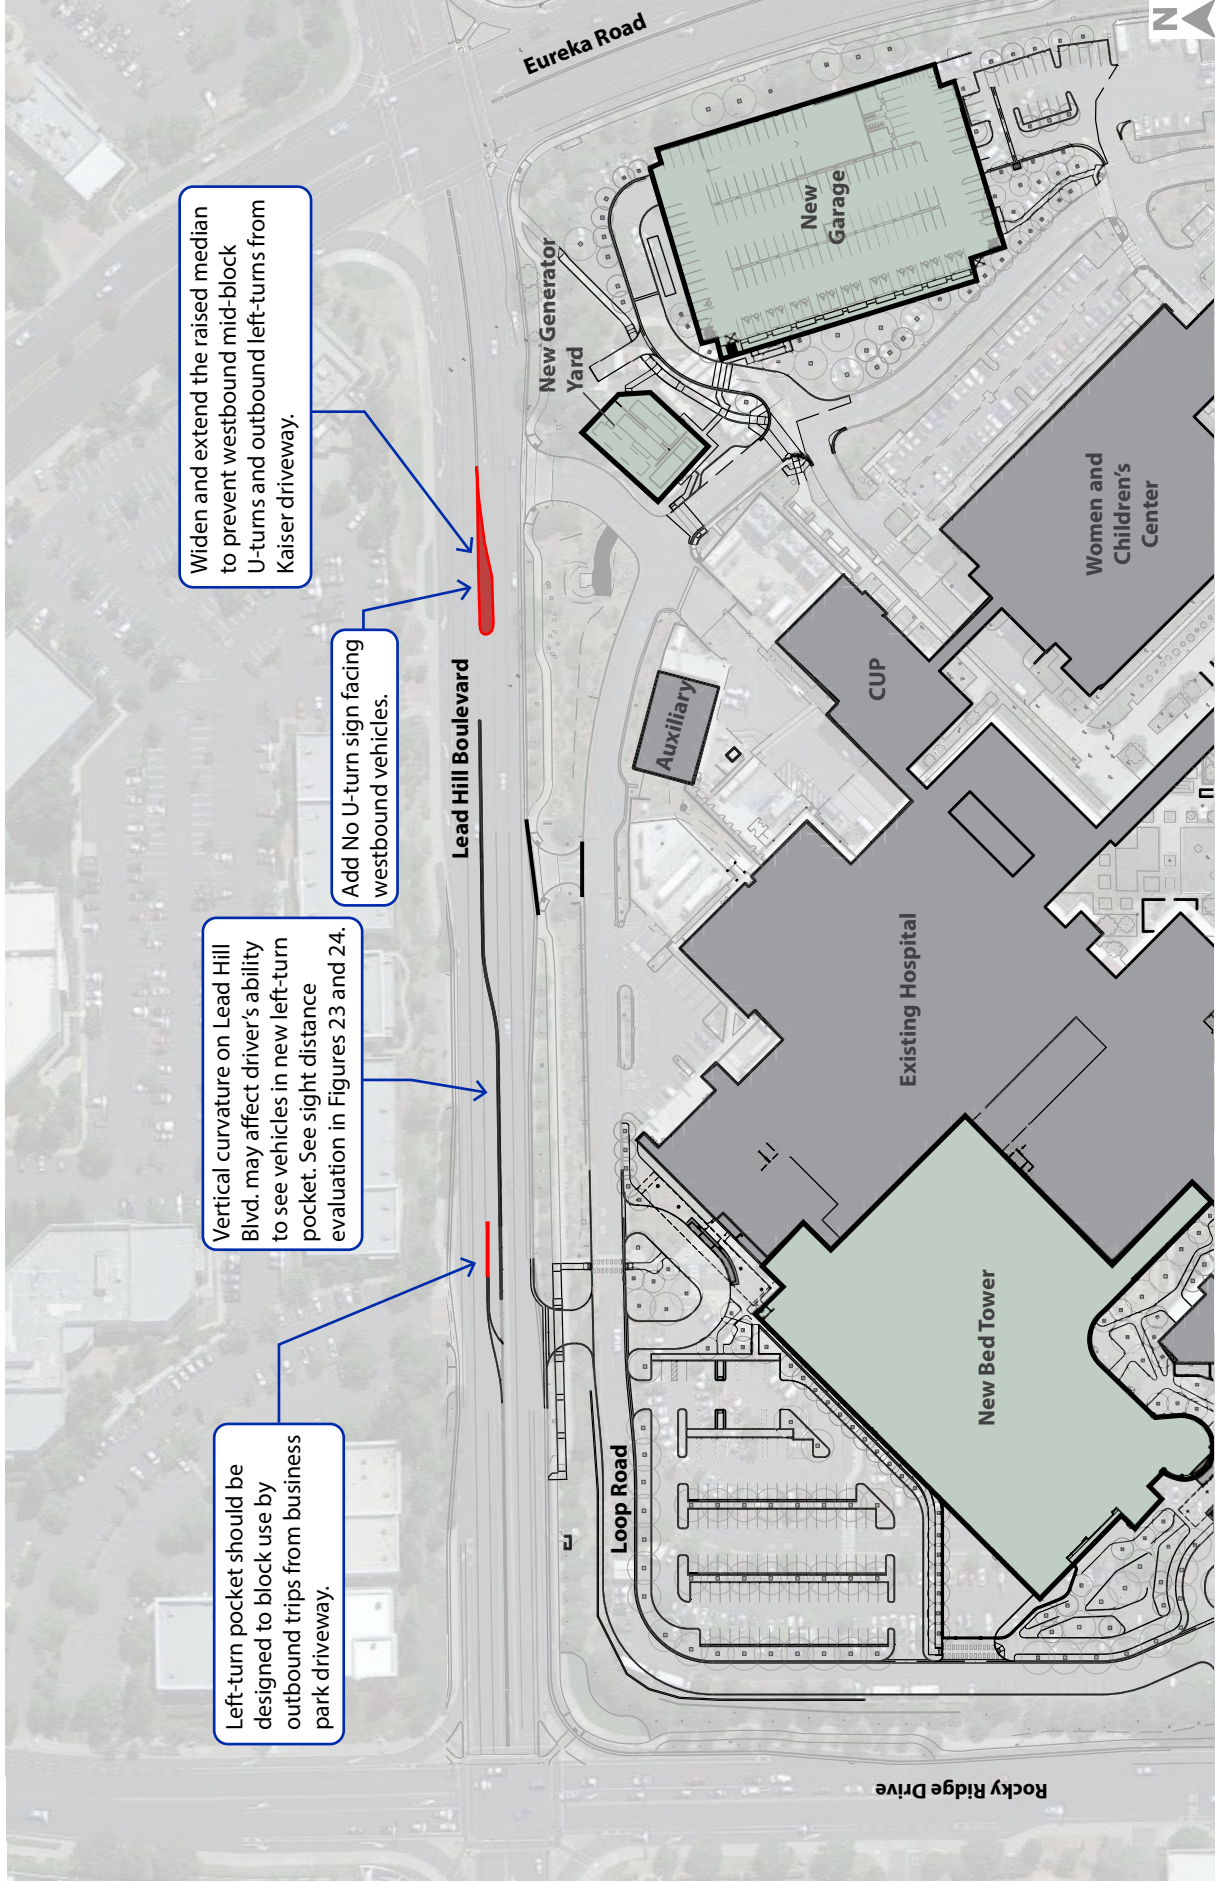 Left-turn pocket should be
designed to block use by
outbound trips from business
park driveway.
Vertical curvature on Lead Hill
Blvd. may affect driver's ability
to see vehicles in new left-turn
pocket. See sight distance
evaluation in Figures 23 and 24.
Add No U-turn sign facing
westbound vehicles.
Widen and extend the raised median
to prevent westbound mid-block
U-turns and outbound left-turns from
Kaiser driveway.
Lead Hill Boulevard
Eureka Road
N
New Generator
Yard
New
Garage
Auxiliary
CUP
Women and
Children's
Center
Existing Hospital
Loop Road
New Bed Tower
Rocky Ridge Drive